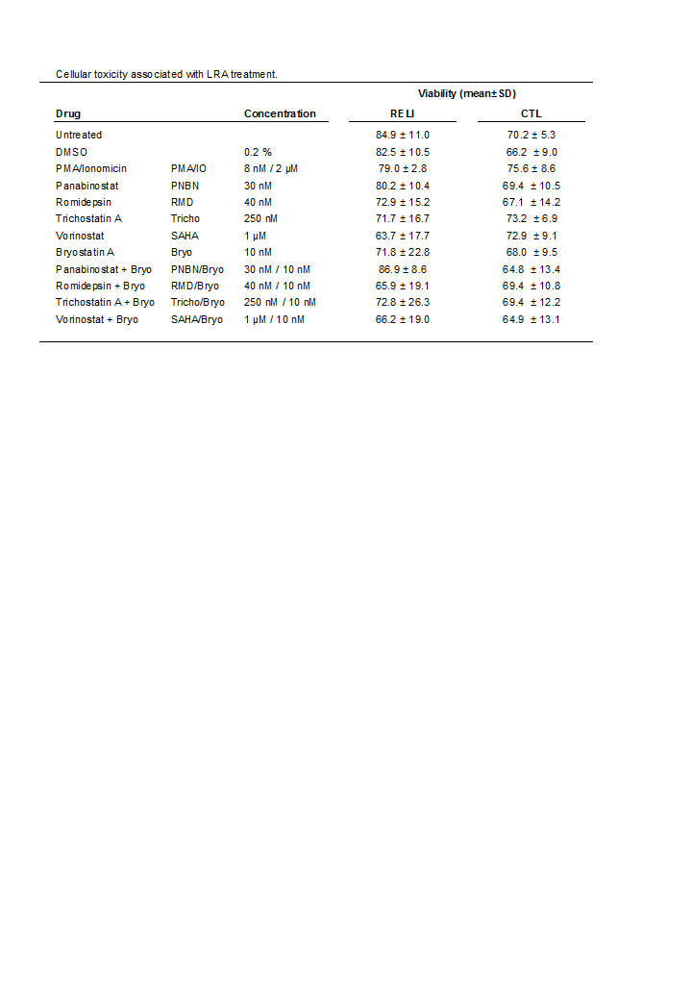 Cellular toxicity associated with LRA treatment.
Viability (mean±SD)
Drug Concentration RELI CTL
Untreated 84.9 ± 11.0 70.2 ± 5.3
DMSO 0.2 % 82.5 ± 10.5 66.2 ± 9.0
PMA/Ionomicin PMA/IO 8 nM / 2 µM 79.0 ± 2.8 75.6 ± 8.6
Panabinostat PNBN 30 nM 80.2 ± 10.4 69.4 ± 10.5
Romidepsin RMD 40 nM 72.9 ± 15.2 67.1 ± 14.2
Trichostatin A Tricho 250 nM 71.7 ± 16.7 73.2 ± 6.9
Vorinostat SAHA 1 µM 63.7 ± 17.7 72.9 ± 9.1
Bryostatin A Bryo 10 nM 71.8 ± 22.8 68.0 ± 9.5
Panabinostat + Bryo PNBN/Bryo 30 nM / 10 nM 86.9 ± 8.6 64.8 ± 13.4
Romidepsin + Bryo RMD/Bryo 40 nM / 10 nM 65.9 ± 19.1 69.4 ± 10.8
Trichostatin A + Bryo Tricho/Bryo 250 nM / 10 nM 72.8 ± 26.3 69.4 ± 12.2
Vorinostat + Bryo SAHA/Bryo 1 µM / 10 nM 66.2 ± 19.0 64.9 ± 13.1